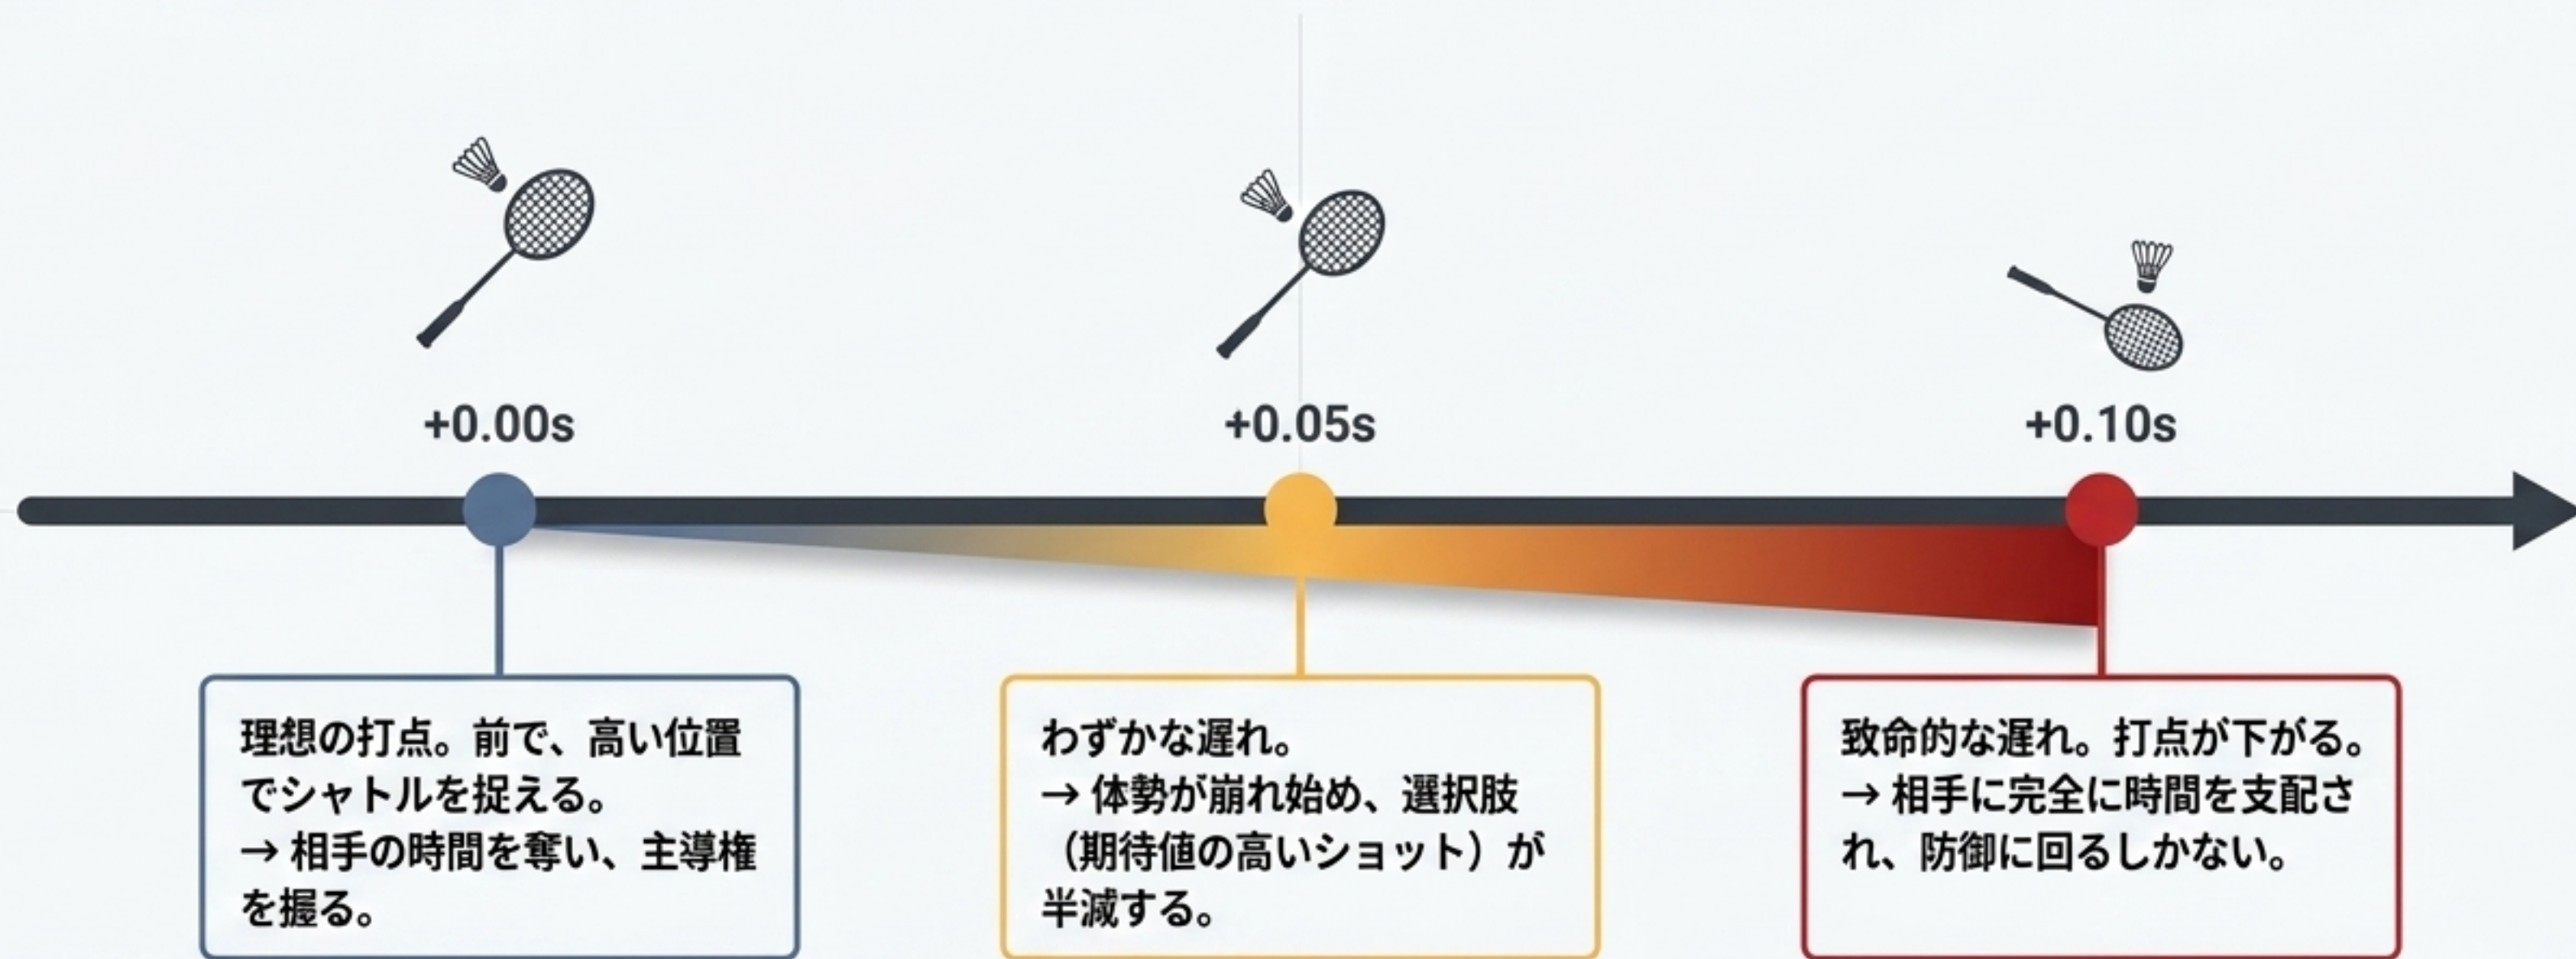 +0.00s
+0.05s
+0.10s
理想の打点。前で、高い位置
でシャトルを捉える。
→ 相手の時間を奪い、主導権
を握る。
わずかな遅れ。
→ 体勢が崩れ始め、選択肢
（期待値の高いショット）が
半減する。
致命的な遅れ。打点が下がる。
→ 相手に完全に時間を支配さ
れ、防御に回るしかない。